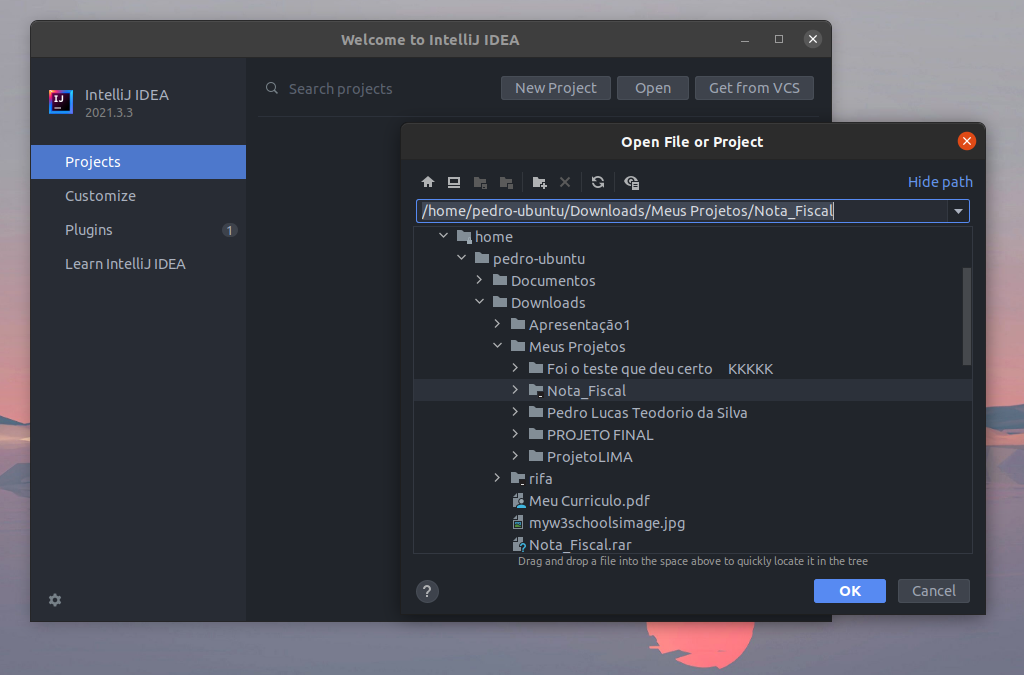 Welcome to IntelliJ IDEA
IntelliJ IDEA
2021.3.3
Search projects
New Project
Open
Get from VCS
Projects
Customize
Plugins 1
Learn IntelliJ IDEA
Open File or Project
Hide path
/home/pedro-ubuntu/Downloads/Meus Projetos/Nota_Fiscal
home
pedro-ubuntu
Documentos
Downloads
Apresentação1
Meus Projetos
Foi o teste que deu certo KKKKK
Nota_Fiscal
Pedro Lucas Teodorio da Silva
PROJETO FINAL
ProjetoLIMA
rifa
Meu Curriculo.pdf
myw3schoolsimage.jpg
Nota_Fiscal.rar
Drag and drop a file into the space above to quickly locate it in the tree
?
OK
Cancel